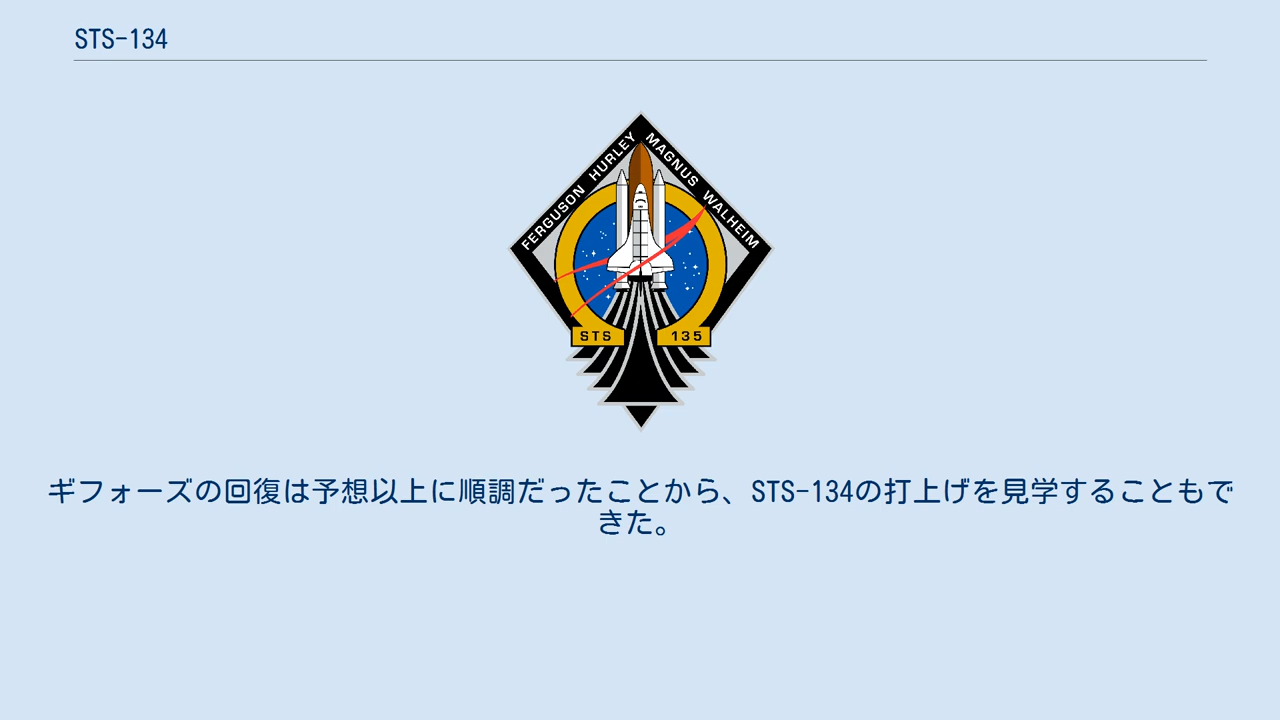 STS-134
FERGUSON HURLEY MAGNUS WALHEIM
STS 135
ギフォーズの回復は予想以上に順調だったことから、STS-134の打上げを見学することもで
きた。